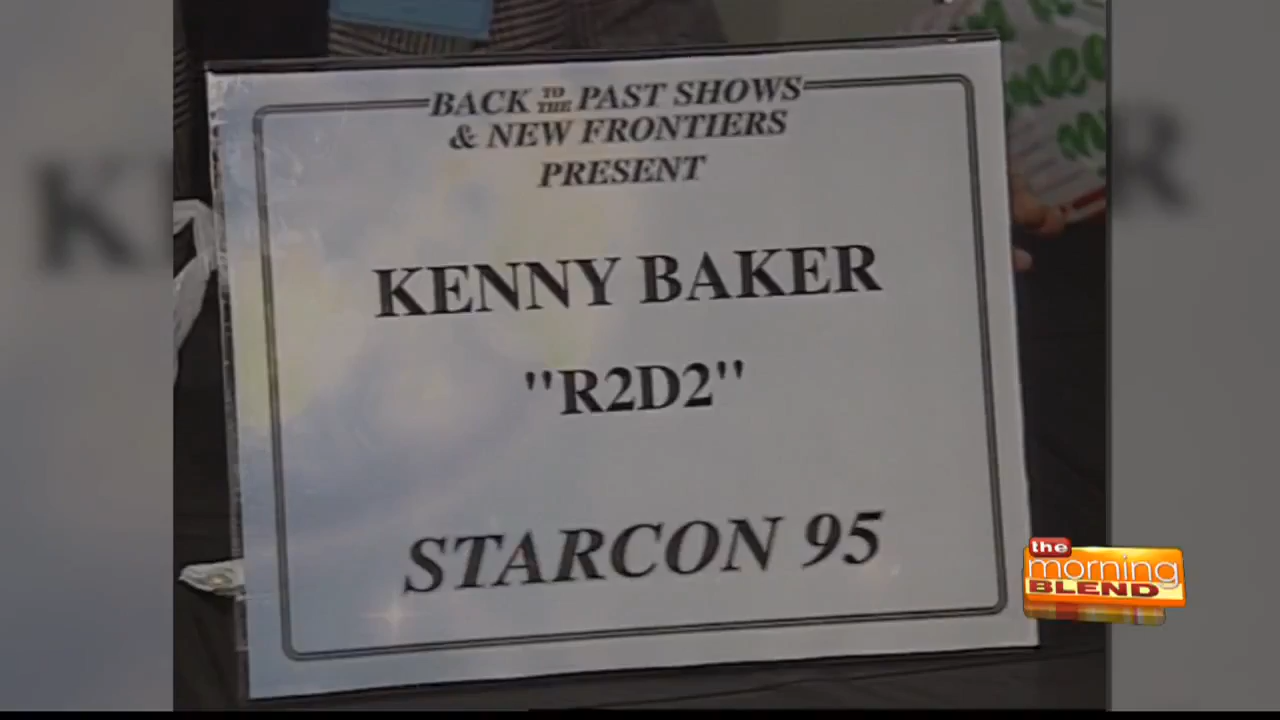 BACK TO THE PAST SHOWS
& NEW FRONTIERS
PRESENT
KENNY BAKER
"R2D2"
STARCON 95
the
morning
BLEND